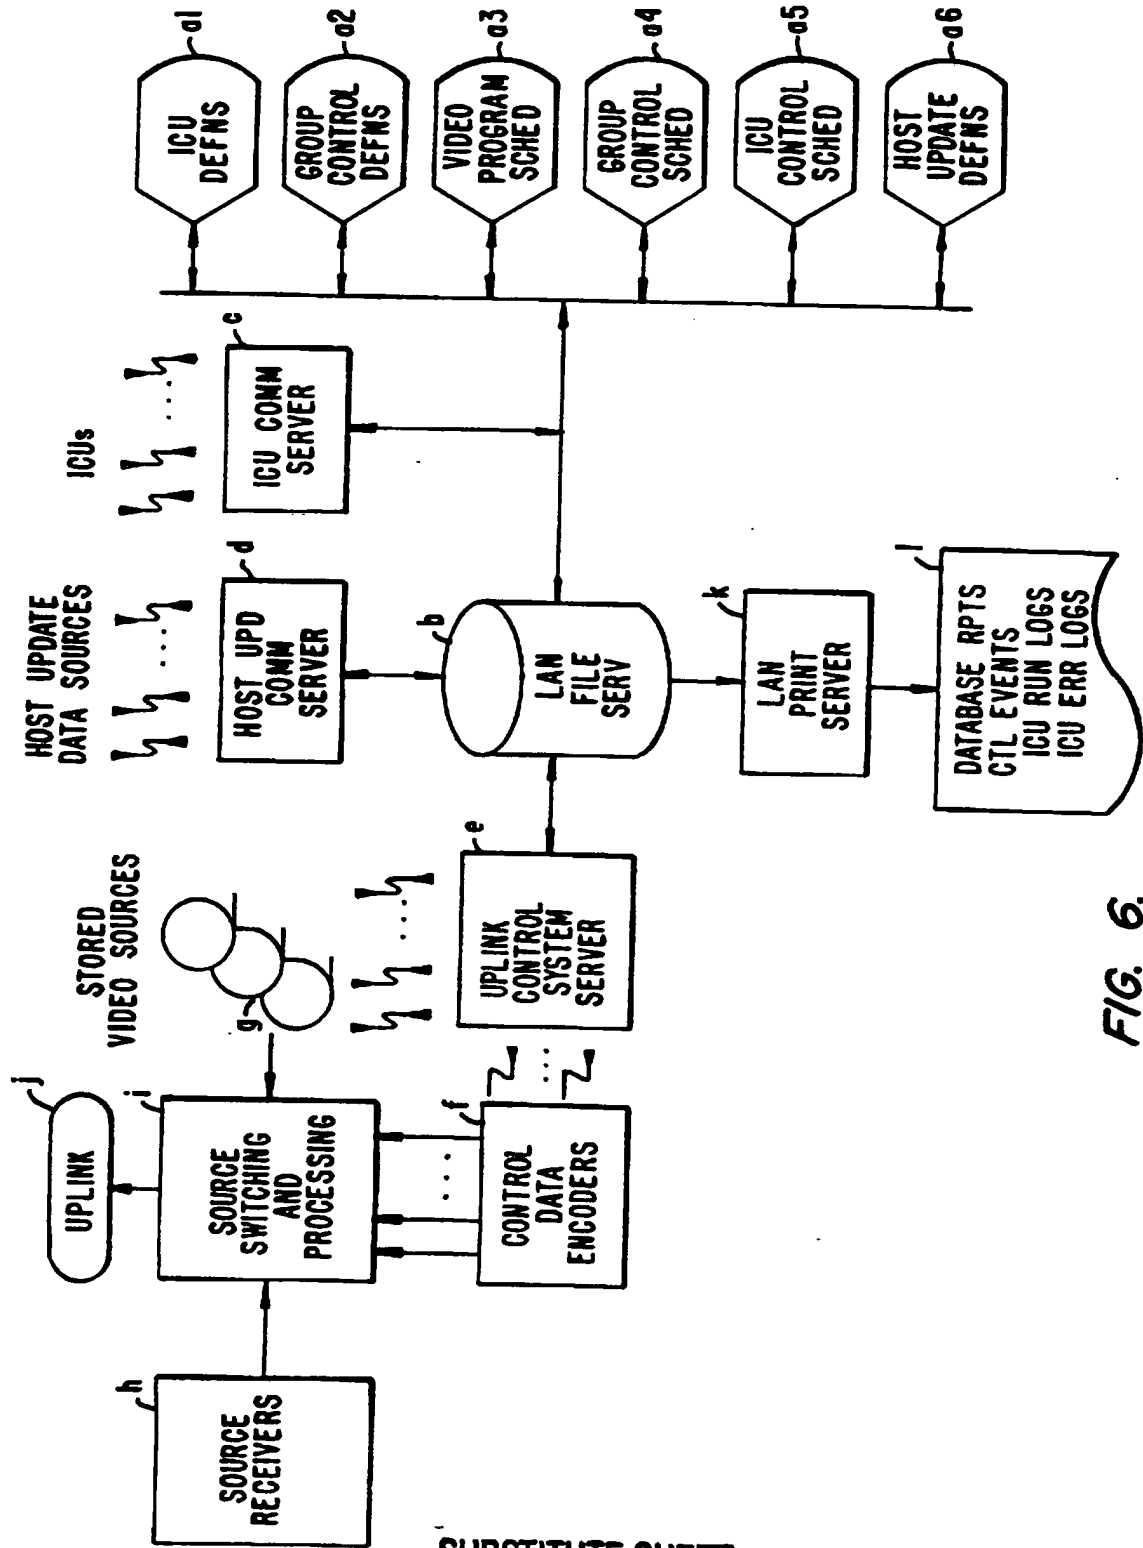 j
UPLINK
h
SOURCE
RECEIVERS
i
SOURCE
SWITCHING
AND
PROCESSING
STORED
VIDEO SOURCES
g
HOST UPDATE
DATA SOURCES
ICUs
f
CONTROL
DATA
ENCODERS
...
e
UPLINK
CONTROL
SYSTEM
SERVER
...
d
HOST UPD
COMM
SERVER
...
c
ICU COMM
SERVER
...
b
LAN
FILE
SERV
k
LAN
PRINT
SERVER
l
DATABASE RPTS
CTL EVENTS
ICU RUN LOGS
ICU ERR LOGS
a1
ICU
DEFNS
a2
GROUP
CONTROL
DEFNS
a3
VIDEO
PROGRAM
SCHED
a4
GROUP
CONTROL
SCHED
a5
ICU
CONTROL
SCHED
a6
HOST
UPDATE
DEFNS
FIG. 6.
SUBSTITUTE SHEET